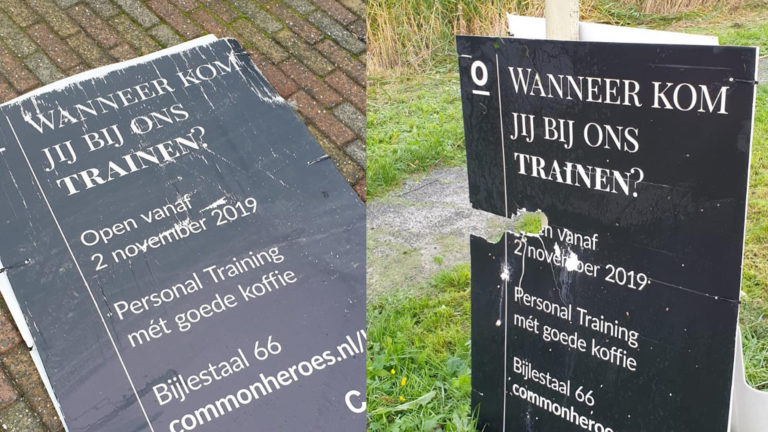 WANNEER KOM
JIJ BIJ ONS
TRAINEN?
Open vanaf
2 november 2019
Personal Training
mét goede koffie
Bijlestaal 66
commonheroes.nl/
C
O
WANNEER KOM
JIJ BIJ ONS
TRAINEN?
Open vanaf
2 november 2019
Personal Training
mét goede koffie
Bijlestaal 66
commonheroes